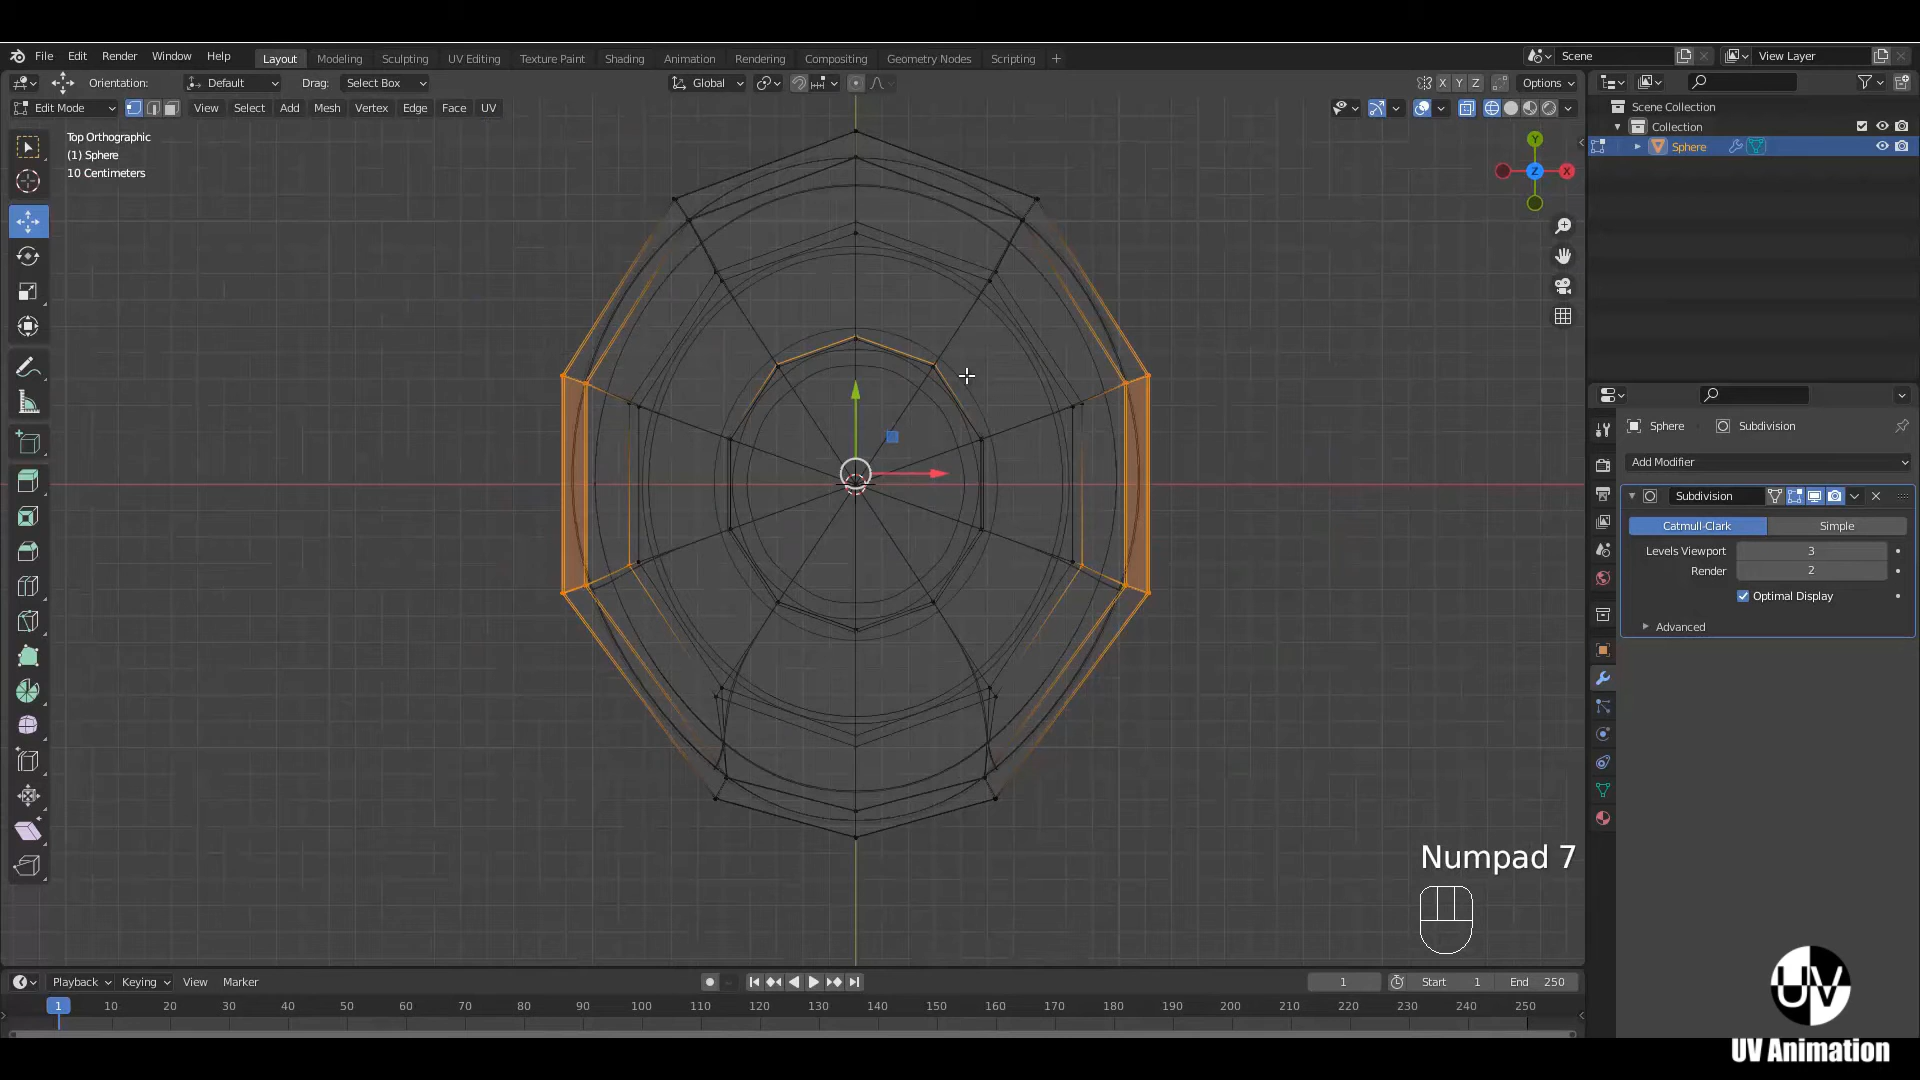 File Edit Render Window Help Layout Modeling Sculpting UV Editing Texture Paint Shading Animation Rendering Compositing Geometry Nodes Scripting + Scene View Layer
Orientation: Default Drag: Select Box Global X Y Z Options
Edit Mode View Select Add Mesh Vertex Edge Face UV
Scene Collection
Collection
Sphere
Top Orthographic
(1) Sphere
10 Centimeters
Y
Z
X
Sphere Subdivision
Add Modifier
Subdivision
Catmull-Clark Simple
Levels Viewport 3
Render 2
Optimal Display
Advanced
Numpad 7
Playback Keying View Marker 1 Start 1 End 250
1 10 20 30 40 50 60 70 80 90 100 110 120 130 140 150 160 170 180 190 200 210 220 230 240 250
UV
UV Animation